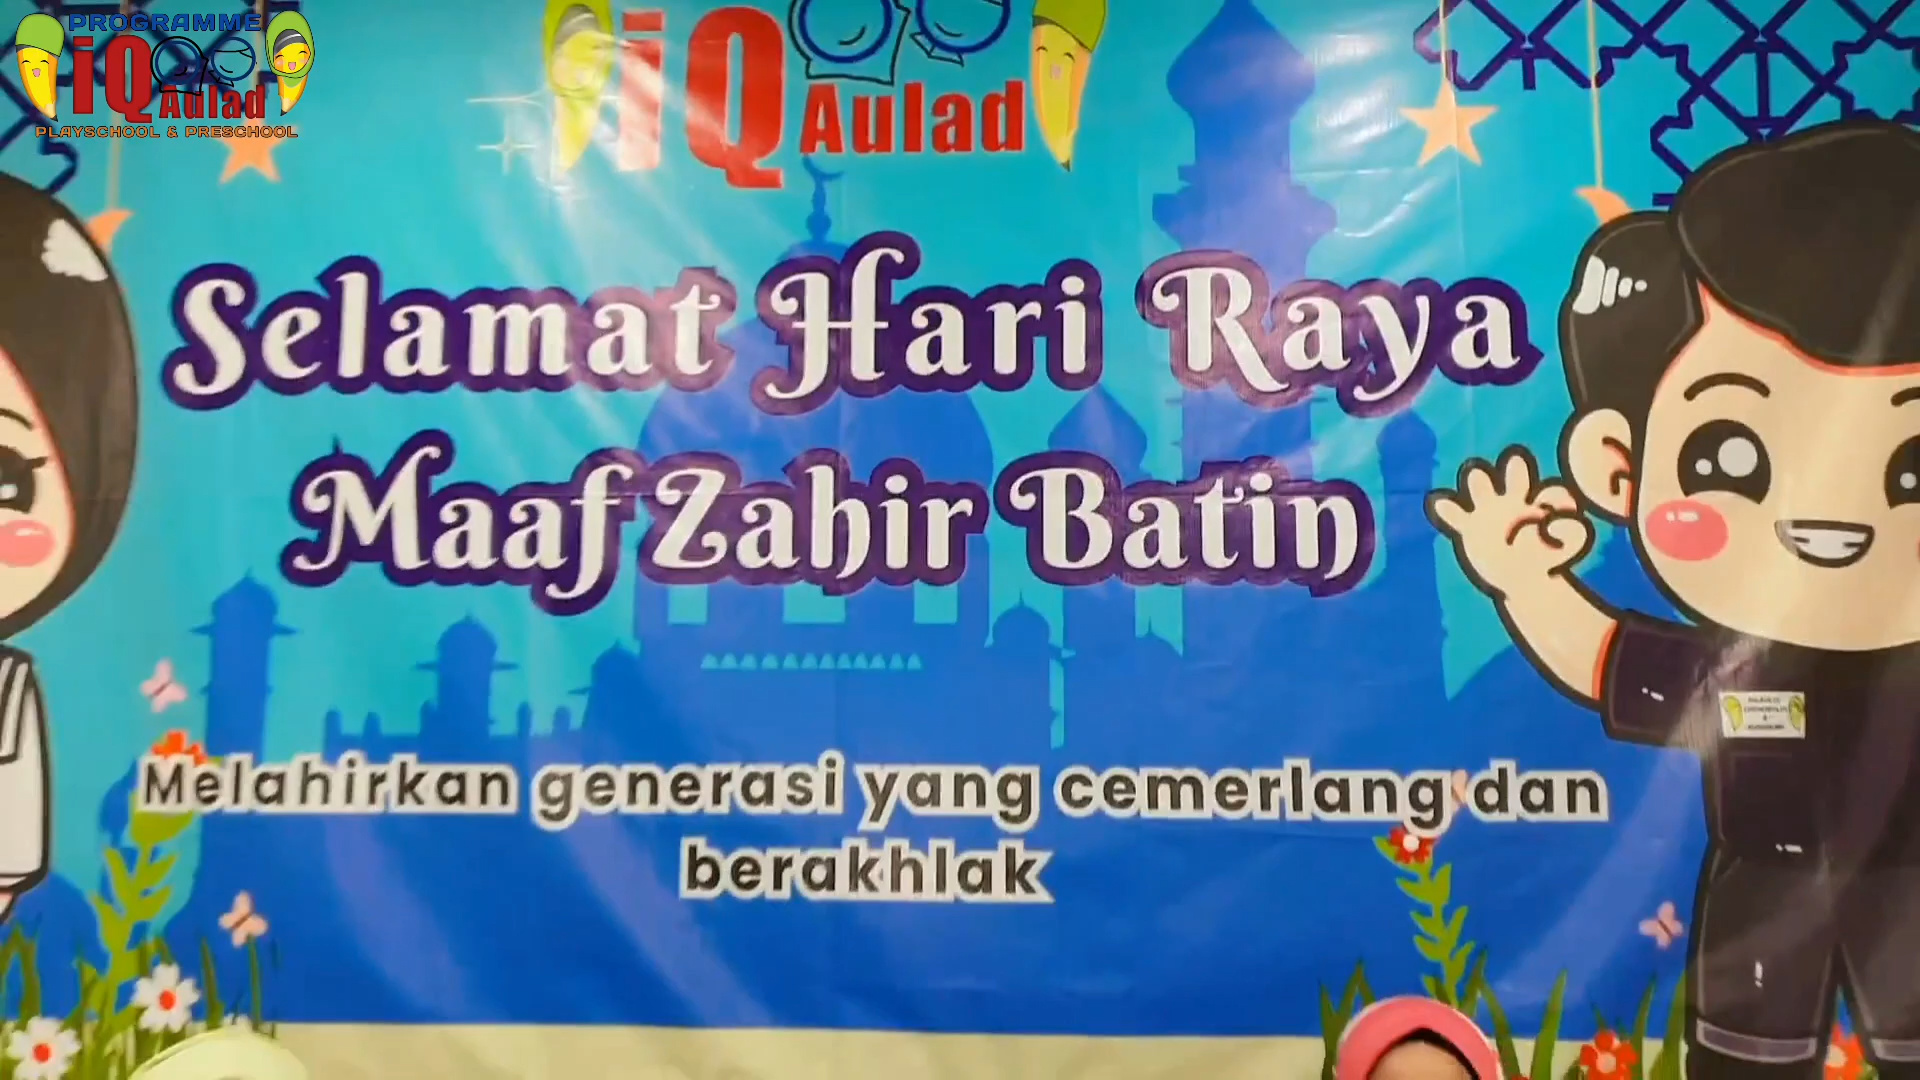 PROGRAMME
iQ Aulad
PLAYSCHOOL & PRESCHOOL
iQ Aulad
Selamat Hari Raya
Maaf Zahir Batin
Melahirkan generasi yang cemerlang dan
berakhlak